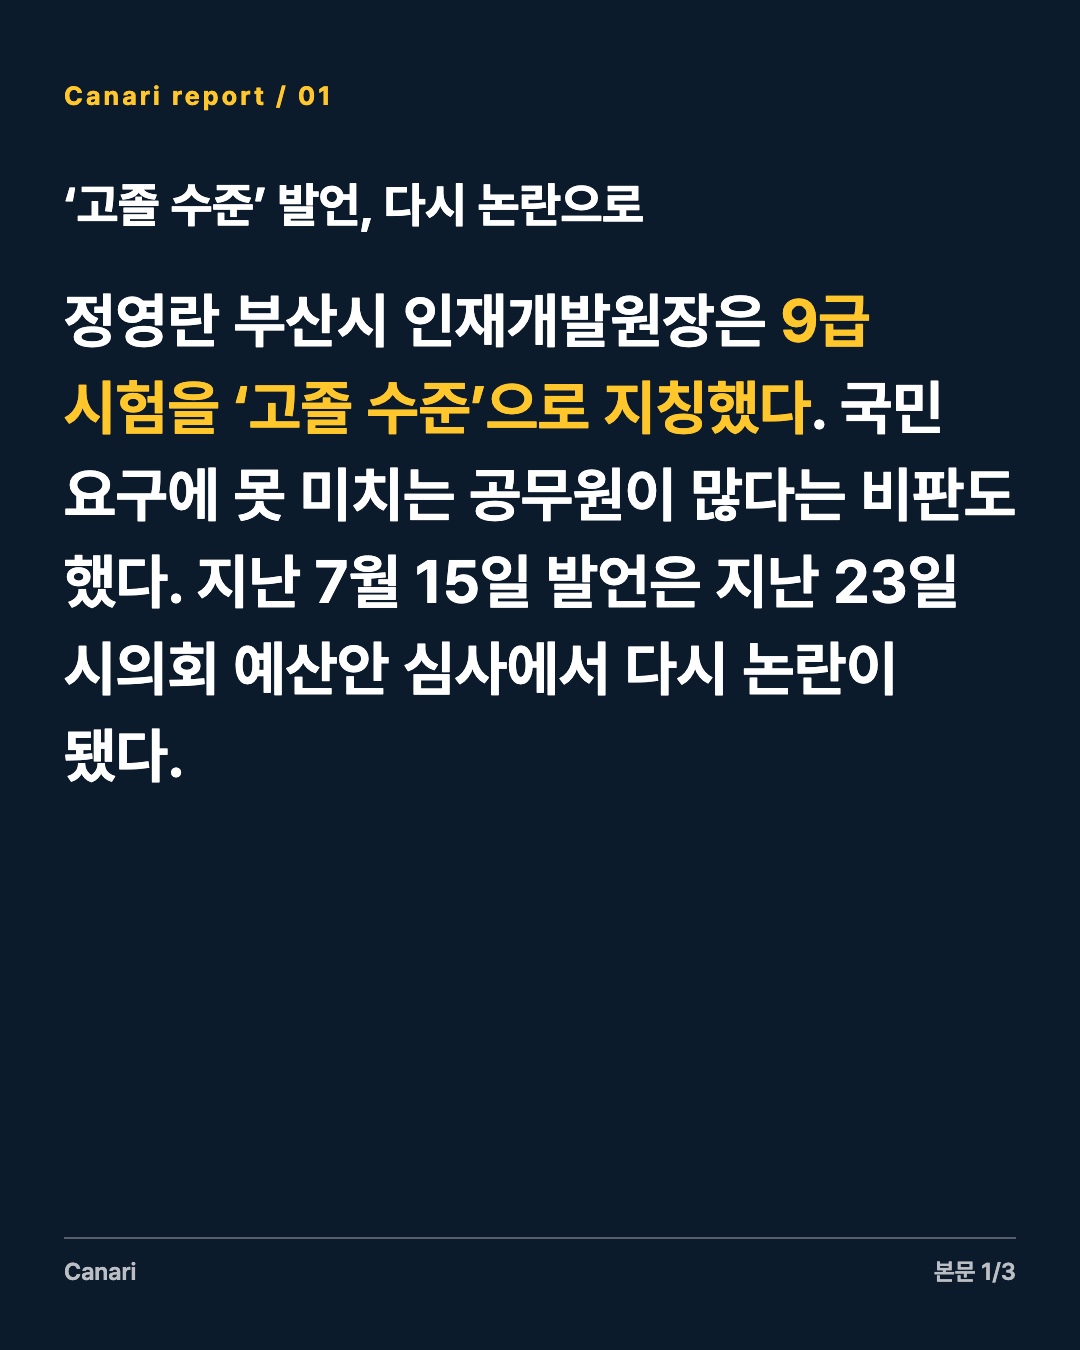 Canari report / 01
‘고졸 수준’ 발언, 다시 논란으로
정영란 부산시 인재개발원장은 9급
시험을 ‘고졸 수준’으로 지칭했다. 국민
요구에 못 미치는 공무원이 많다는 비판도
했다. 지난 7월 15일 발언은 지난 23일
시의회 예산안 심사에서 다시 논란이
됐다.
Canari
본문 1/3